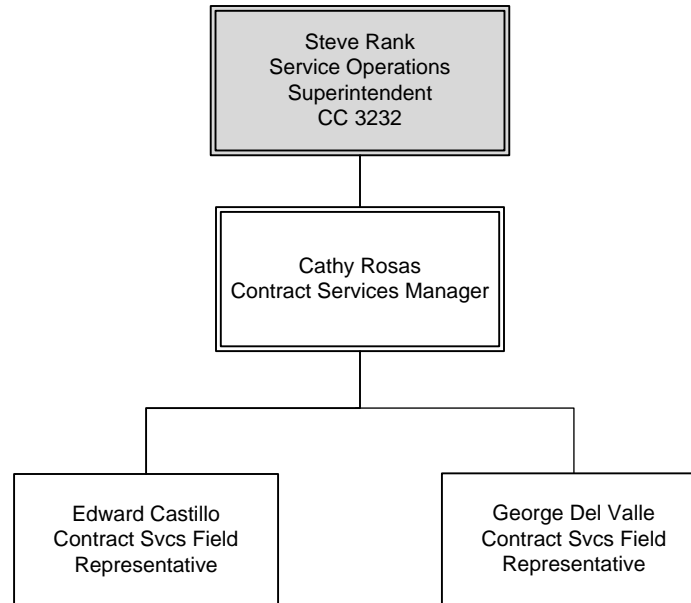 Steve Rank
Service Operations
Superintendent
CC 3232
Cathy Rosas
Contract Services Manager
Edward Castillo
Contract Svcs Field
Representative
George Del Valle
Contract Svcs Field
Representative